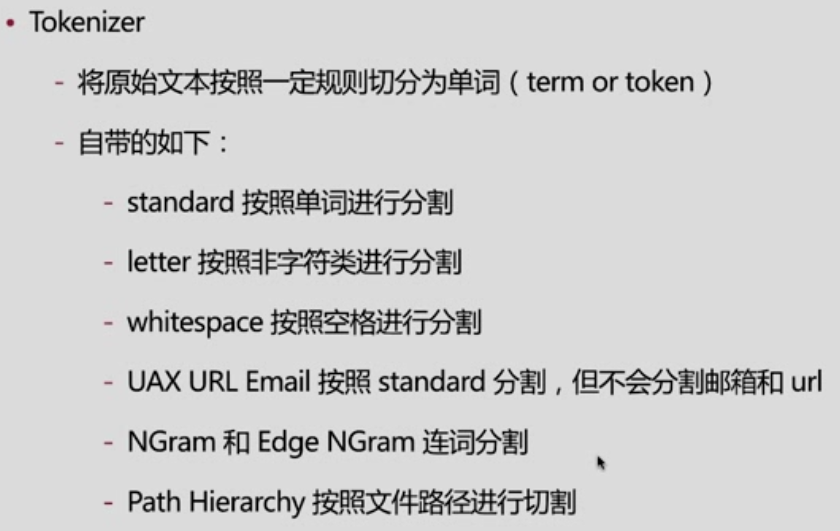 • Tokenizer
- 将原始文本按照一定规则切分为单词（term or token）
- 自带的如下：
- standard 按照单词进行分割
- letter 按照非字符类进行分割
- whitespace 按照空格进行分割
- UAX URL Email 按照 standard 分割，但不会分割邮箱和 url
- NGram 和 Edge NGram 连词分割
- Path Hierarchy 按照文件路径进行切割